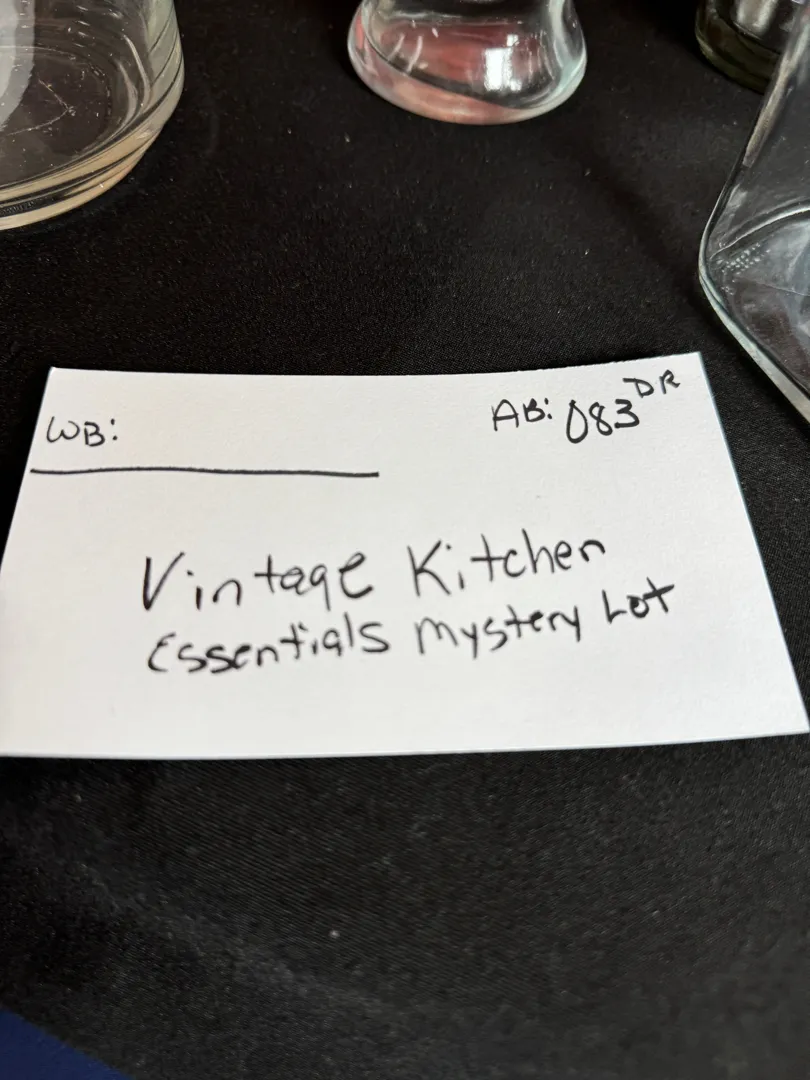 WB:
AB: 083 DR
Vintage Kitchen
Essentials Mystery Lot